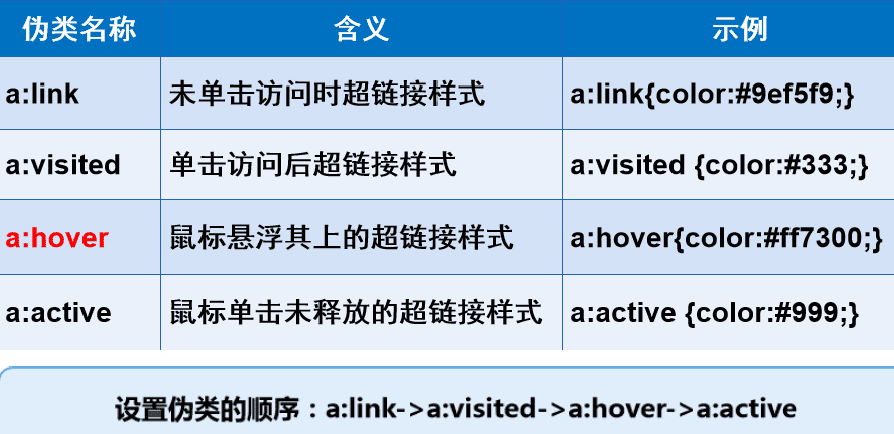 伪类名称 含义 示例
a:link 未单击访问时超链接样式 a:link{color:#9ef5f9;}
a:visited 单击访问后超链接样式 a:visited {color:#333;}
a:hover 鼠标悬浮其上的超链接样式 a:hover{color:#ff7300;}
a:active 鼠标单击未释放的超链接样式 a:active {color:#999;}
设置伪类的顺序：a:link->a:visited->a:hover->a:active